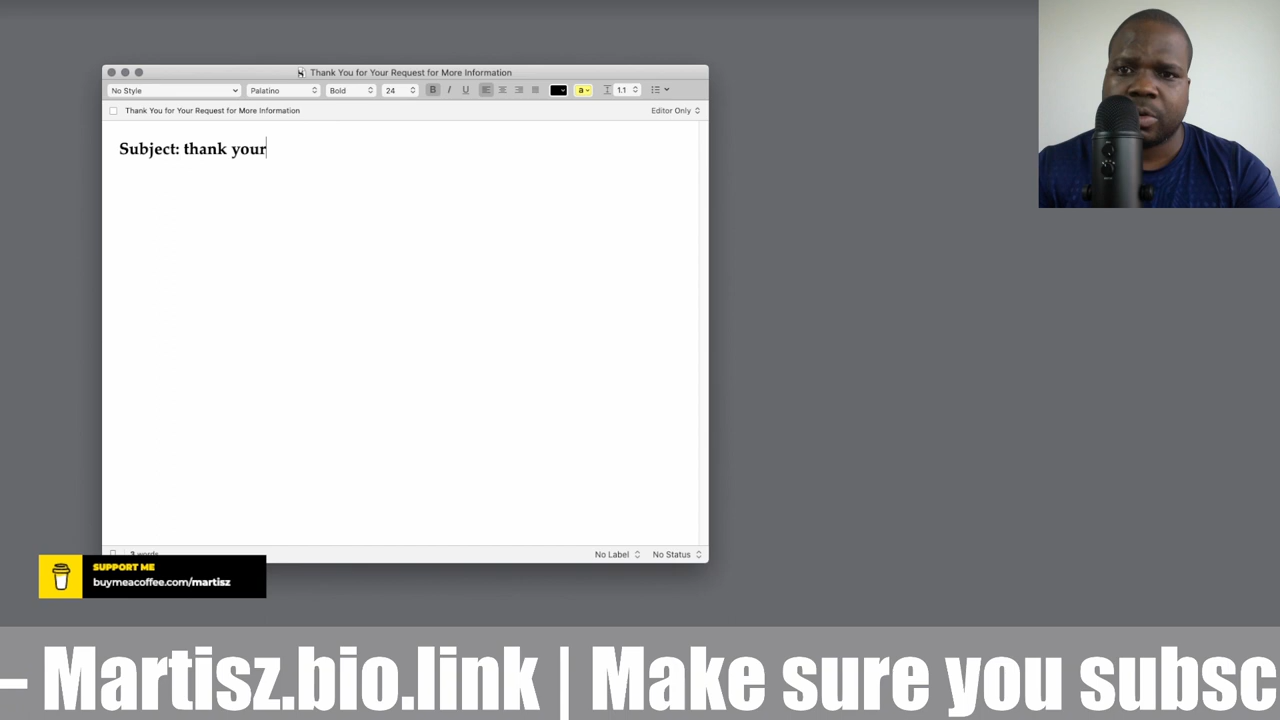 Thank You for Your Request for More Information
No Style Palatino Bold 24 B I U a 1.1
Thank You for Your Request for More Information Editor Only
Subject: thank your
3 words No Label No Status
SUPPORT ME
buymeacoffee.com/martisz
– Martisz.bio.link | Make sure you subsc